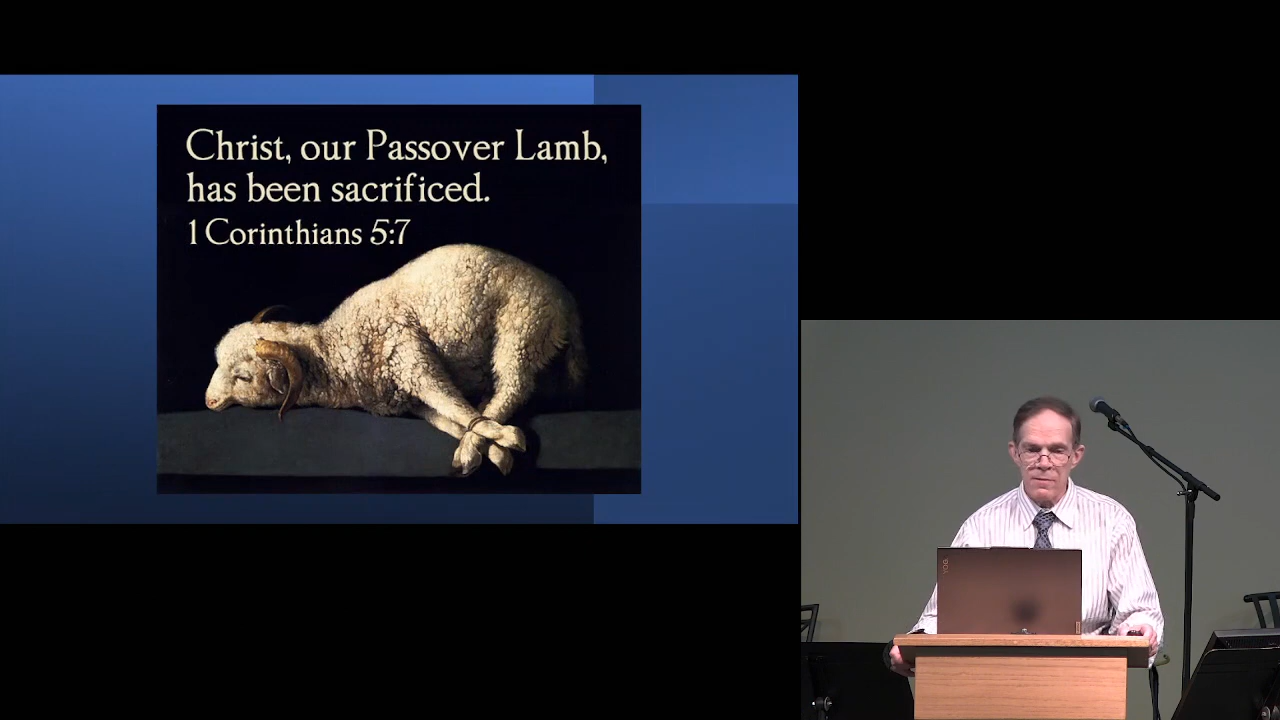 Christ, our Passover Lamb,
has been sacrificed.
1 Corinthians 5:7